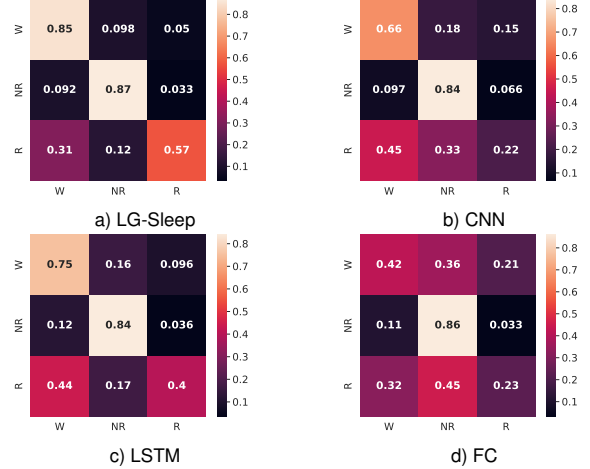 W 0.85 0.098 0.05
NR 0.092 0.87 0.033
R 0.31 0.12 0.57
W NR R
0.8
0.7
0.6
0.5
0.4
0.3
0.2
0.1
a) LG-Sleep
W 0.66 0.18 0.15
NR 0.097 0.84 0.066
R 0.45 0.33 0.22
W NR R
0.8
0.7
0.6
0.5
0.4
0.3
0.2
0.1
b) CNN
W 0.75 0.16 0.096
NR 0.12 0.84 0.036
R 0.44 0.17 0.4
W NR R
0.8
0.7
0.6
0.5
0.4
0.3
0.2
0.1
c) LSTM
W 0.42 0.36 0.21
NR 0.11 0.86 0.033
R 0.32 0.45 0.23
W NR R
0.8
0.7
0.6
0.5
0.4
0.3
0.2
0.1
d) FC